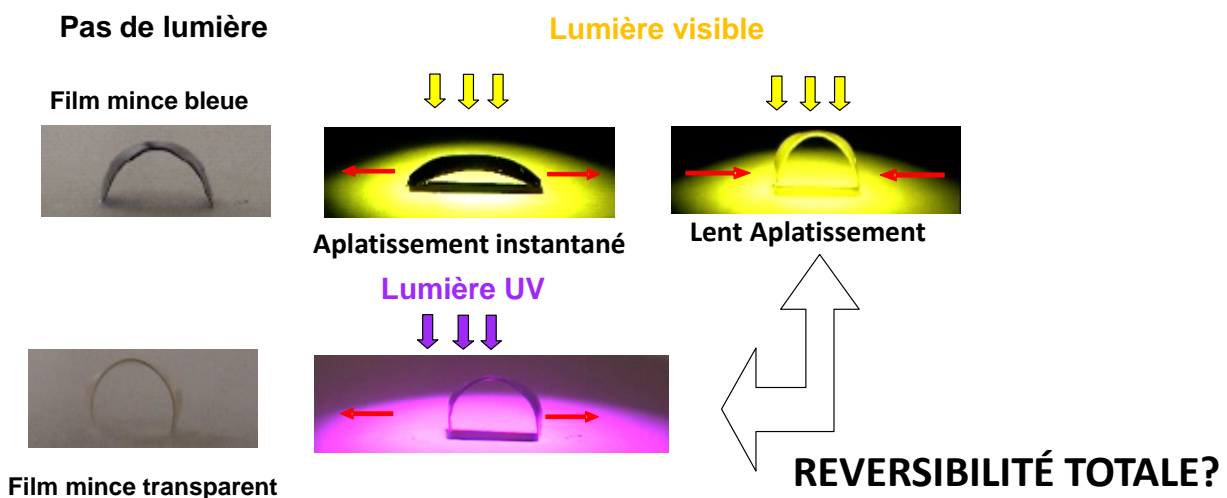 Pas de lumière
Lumière visible
Film mince bleue
Aplatissement instantané
Lent Aplatissement
Lumière UV
Film mince transparent
REVERSIBILITÉ TOTALE?